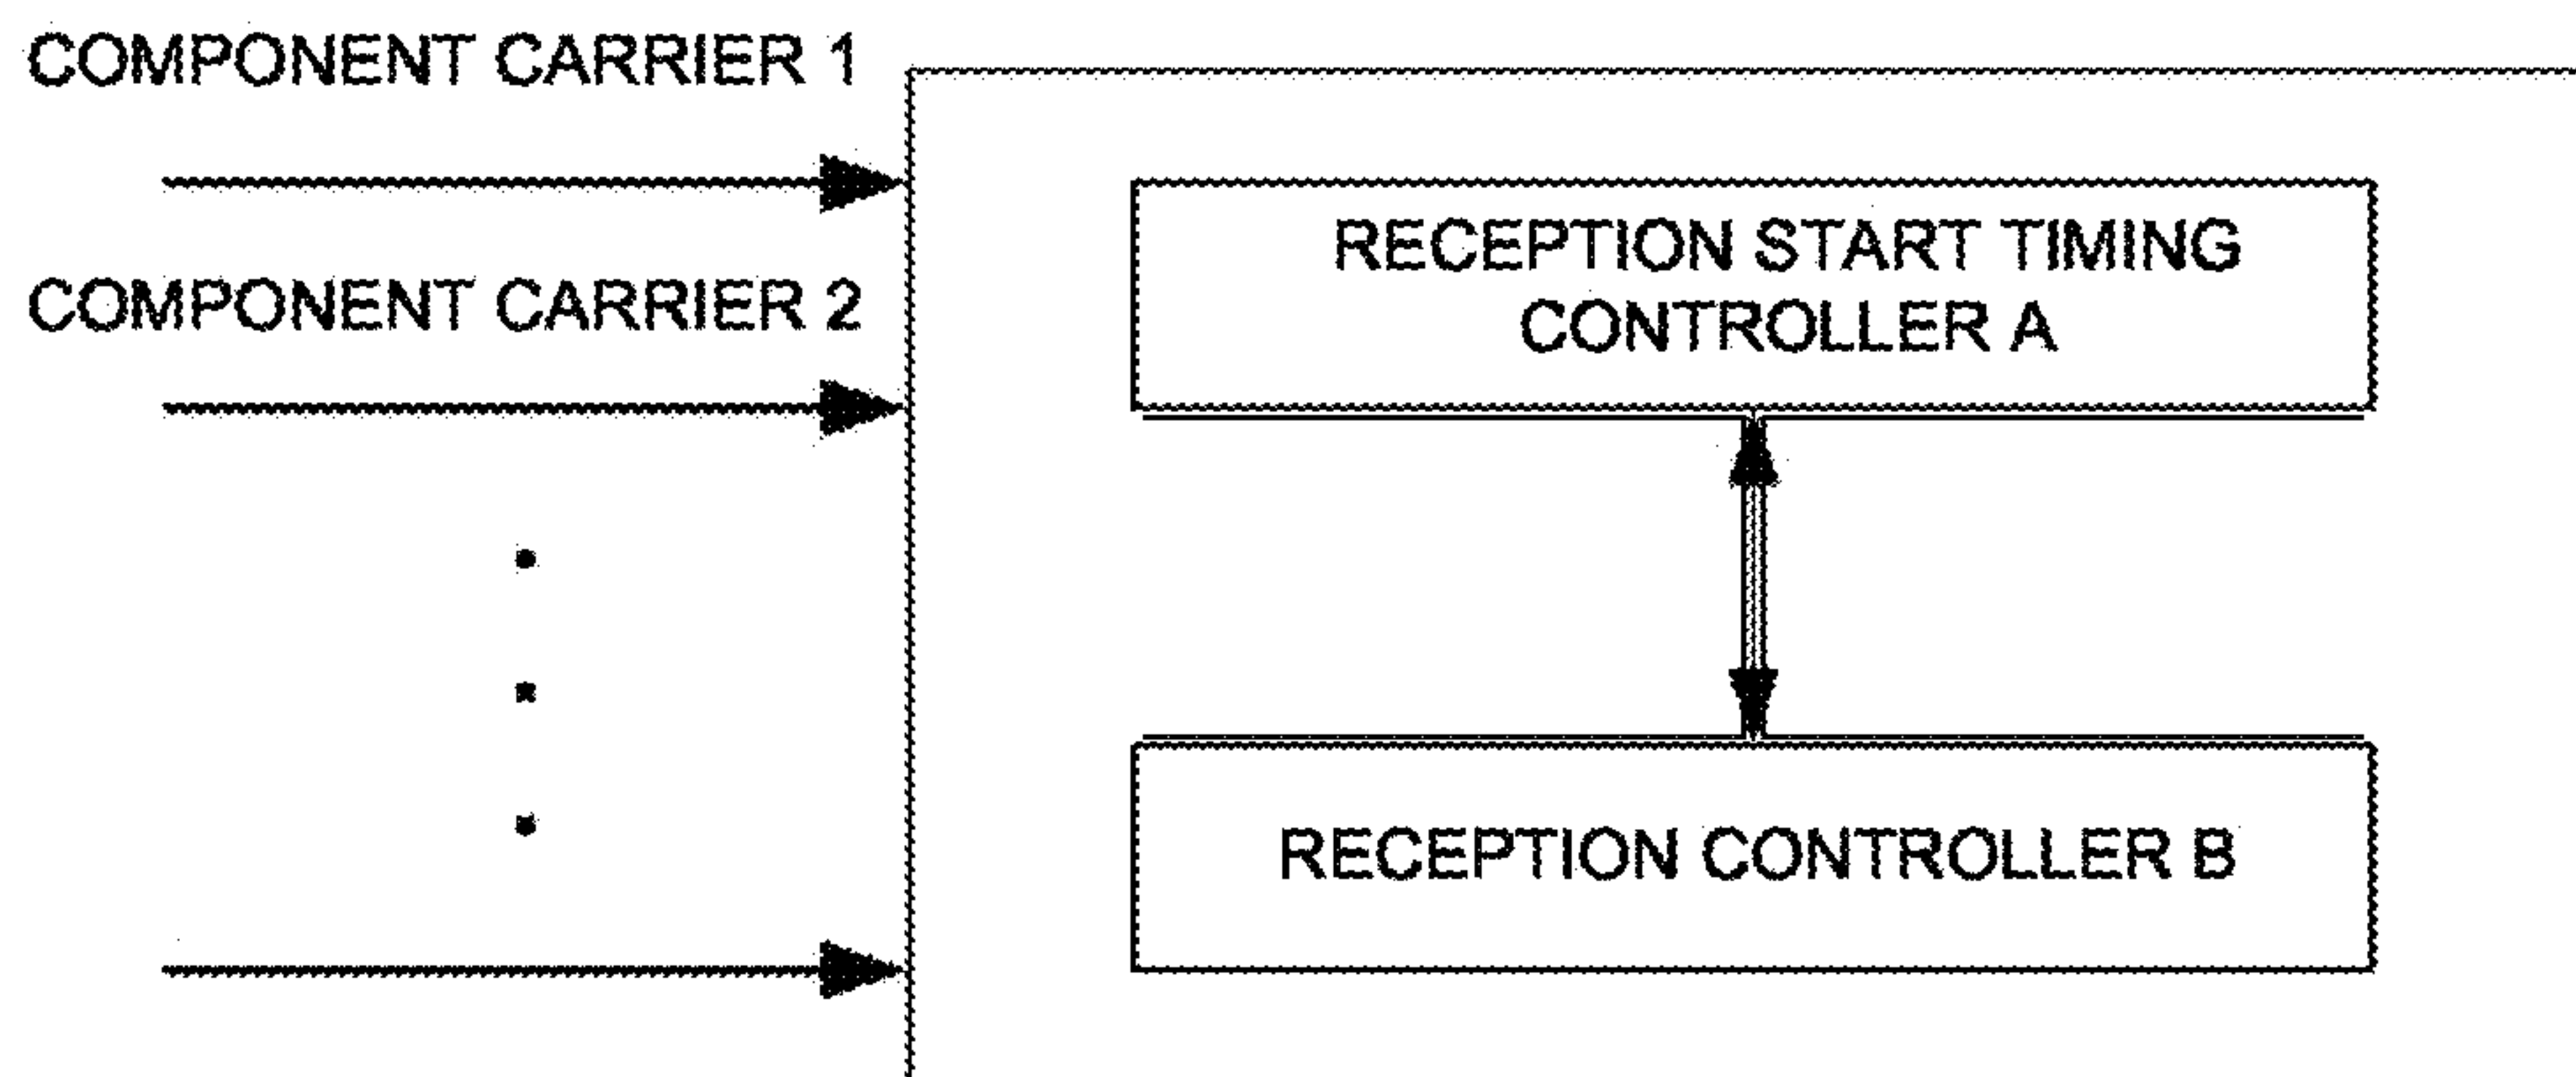 COMPONENT CARRIER 1
COMPONENT CARRIER 2
RECEPTION START TIMING
CONTROLLER A
RECEPTION CONTROLLER B